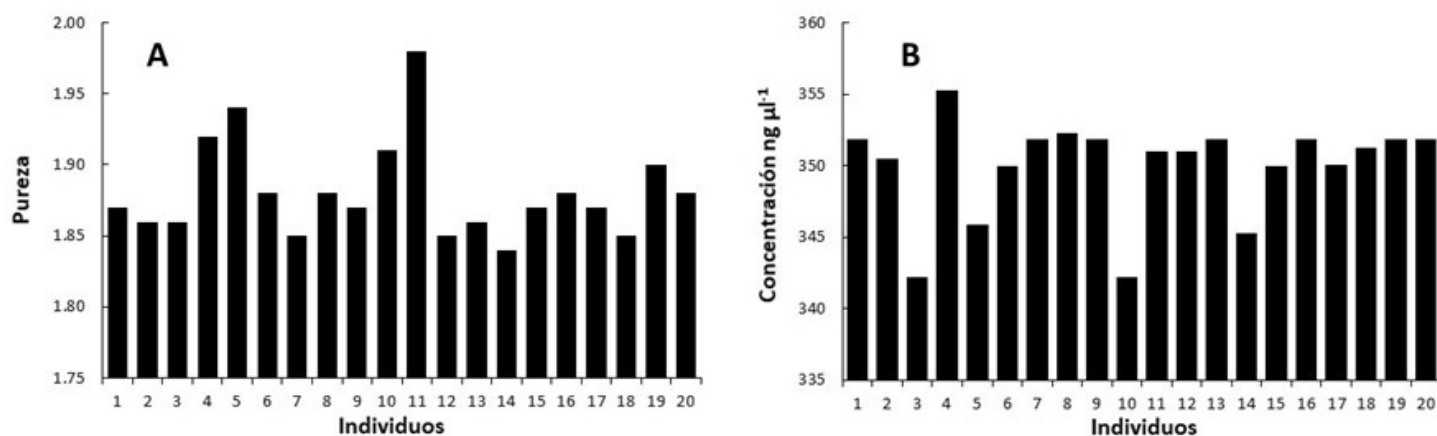 A
Pureza
2.00
1.95
1.90
1.85
1.80
1.75
1 2 3 4 5 6 7 8 9 10 11 12 13 14 15 16 17 18 19 20
Individuos
B
Concentración ng µl⁻¹
360
355
350
345
340
335
1 2 3 4 5 6 7 8 9 10 11 12 13 14 15 16 17 18 19 20
Individuos